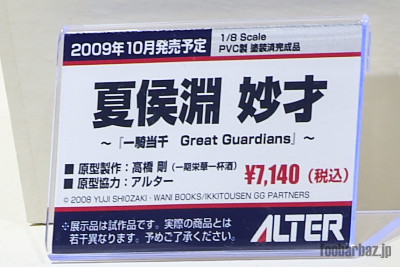 2009年10月発売予定
1/8 Scale
PVC製 塗装済完成品
夏侯淵 妙才
～『一騎当千 Great Guardians』～
■ 原型製作：高橋 剛（一期栄華一杯酒）
■ 原型協力：アルター
¥7,140（税込）
© 2008 YUJI SHIOZAKI・WANI BOOKS/IKKITOUSEN GG PARTNERS
※展示品は試作品です。実際の商品とは
若干異なります。予めご了承ください。
ALTER
foobarbaz.jp